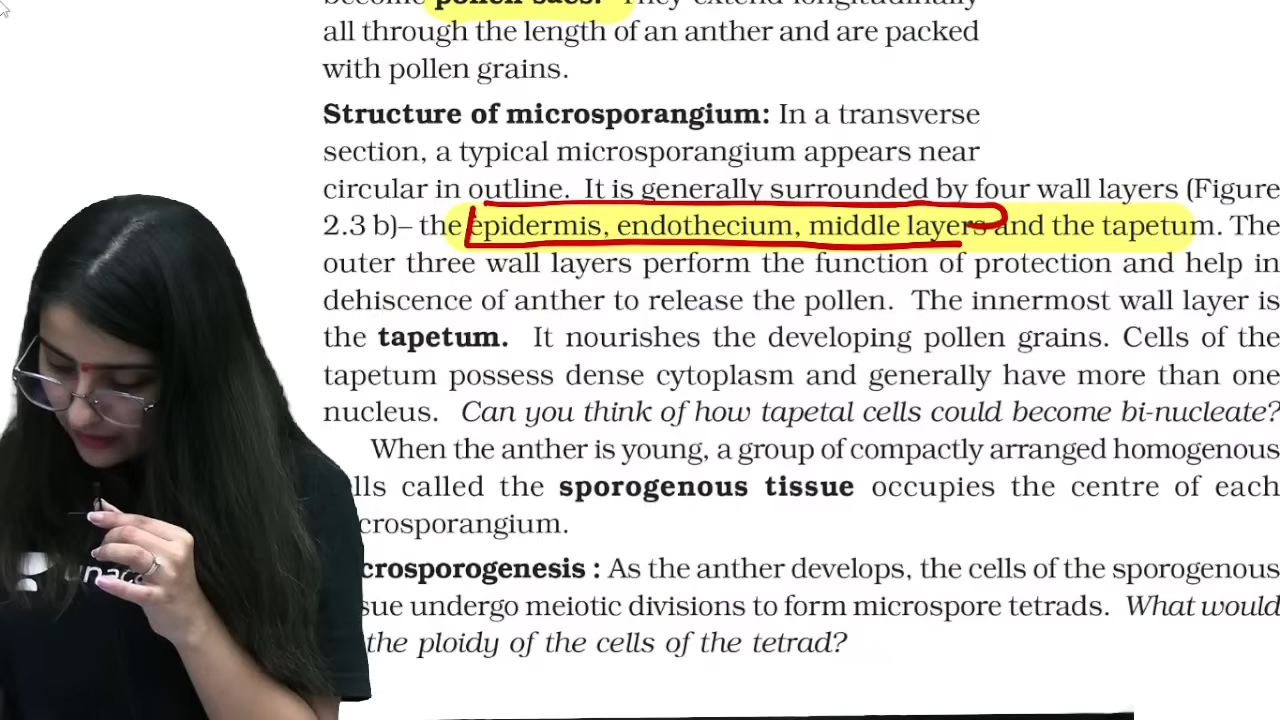 become pollen sacs. They extend longitudinally
all through the length of an anther and are packed
with pollen grains.
Structure of microsporangium: In a transverse
section, a typical microsporangium appears near
circular in outline. It is generally surrounded by four wall layers (Figure
2.3 b)– the epidermis, endothecium, middle layers and the tapetum. The
outer three wall layers perform the function of protection and help in
dehiscence of anther to release the pollen. The innermost wall layer is
the tapetum. It nourishes the developing pollen grains. Cells of the
tapetum possess dense cytoplasm and generally have more than one
nucleus. Can you think of how tapetal cells could become bi-nucleate?
When the anther is young, a group of compactly arranged homogenous
lls called the sporogenous tissue occupies the centre of each
crosporangium.
crosporogenesis : As the anther develops, the cells of the sporogenous
sue undergo meiotic divisions to form microspore tetrads. What would
the ploidy of the cells of the tetrad?